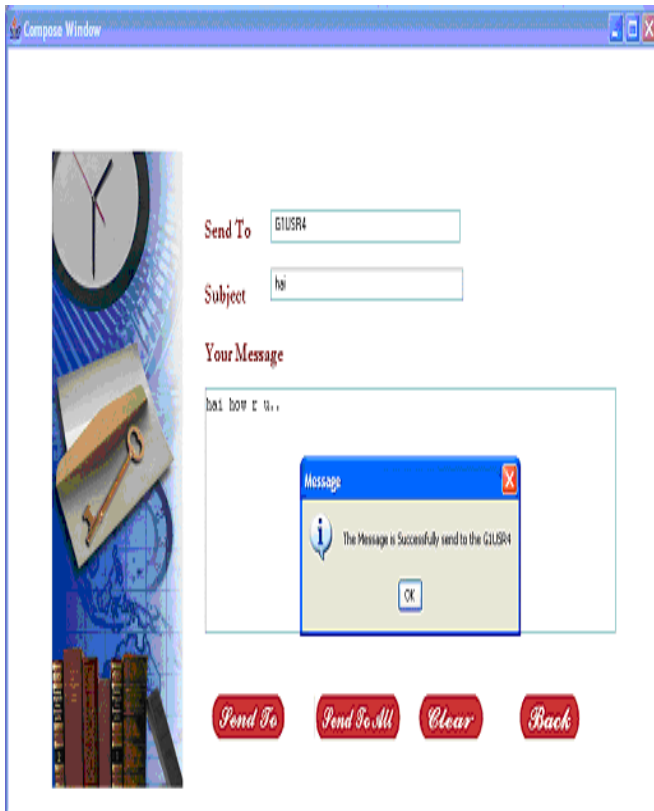 Compose Window
Send To
G1USR4
Subject
hai
Your Message
hai how r u..
Message
The Message is Successfully send to the G1USR4
OK
Send To
Send To All
Clear
Back